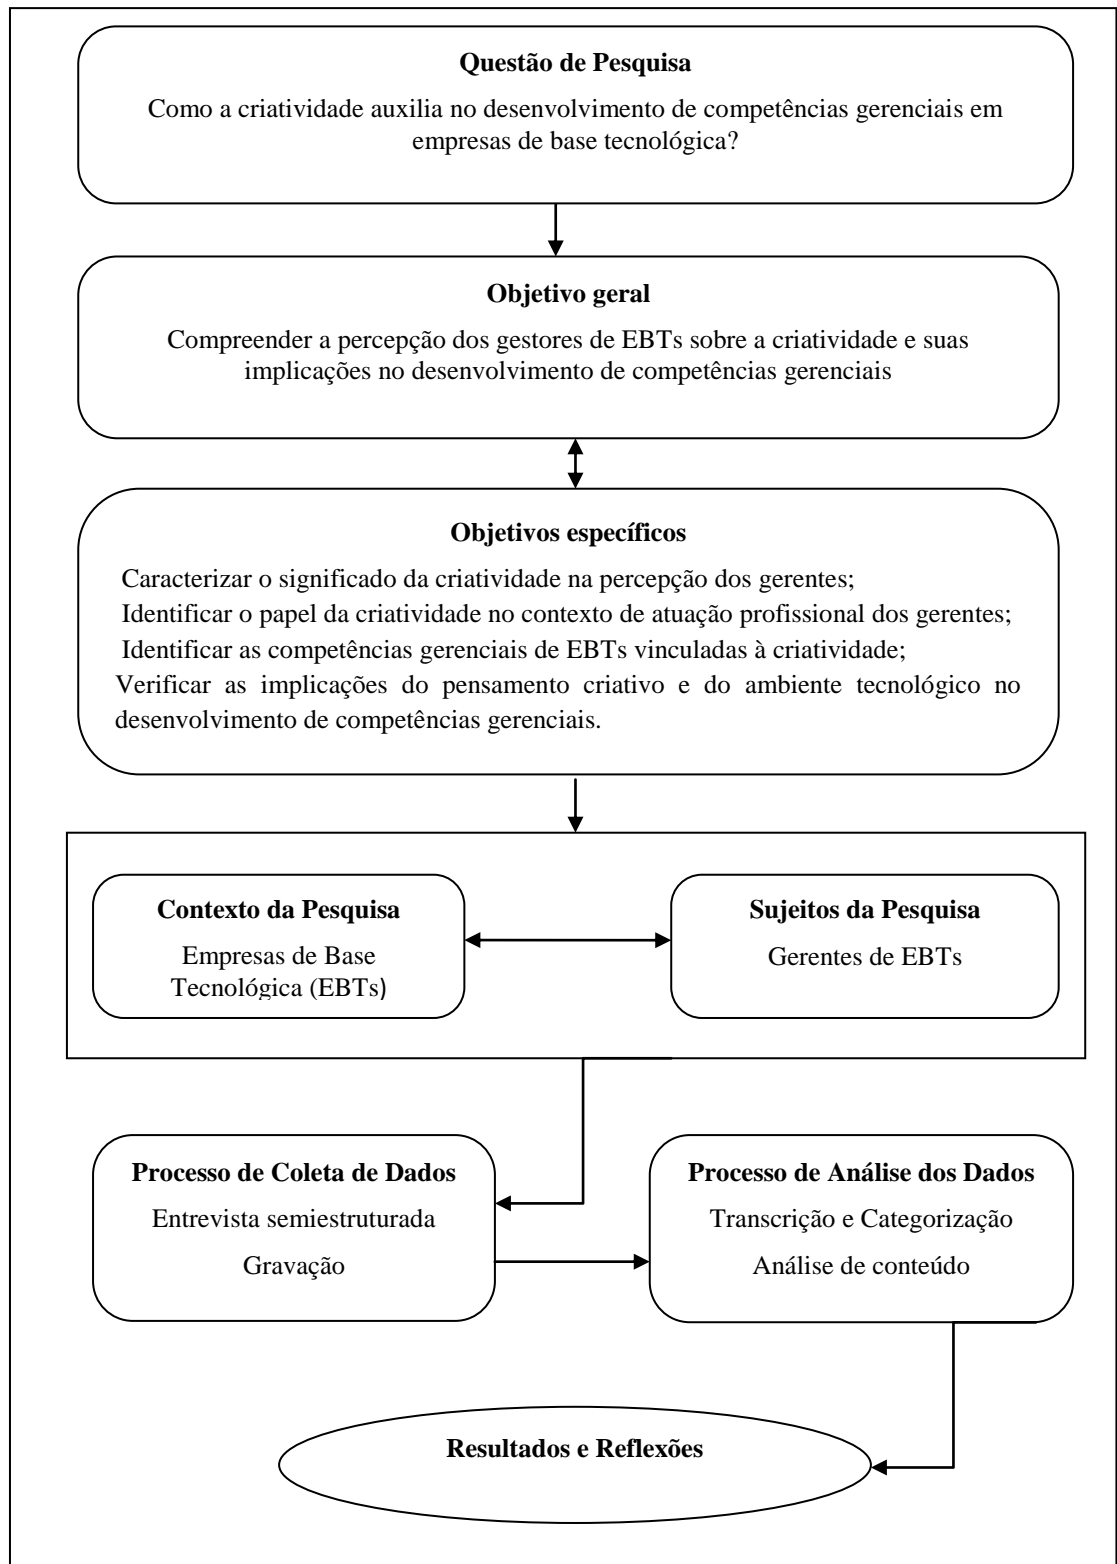 Questão de Pesquisa
Como a criatividade auxilia no desenvolvimento de competências gerenciais em
empresas de base tecnológica?
Objetivo geral
Compreender a percepção dos gestores de EBTs sobre a criatividade e suas
implicações no desenvolvimento de competências gerenciais
Objetivos específicos
Caracterizar o significado da criatividade na percepção dos gerentes;
Identificar o papel da criatividade no contexto de atuação profissional dos gerentes;
Identificar as competências gerenciais de EBTs vinculadas à criatividade;
Verificar as implicações do pensamento criativo e do ambiente tecnológico no
desenvolvimento de competências gerenciais.
Contexto da Pesquisa
Empresas de Base
Tecnológica (EBTs)
Sujeitos da Pesquisa
Gerentes de EBTs
Processo de Coleta de Dados
Entrevista semiestruturada
Gravação
Processo de Análise dos Dados
Transcrição e Categorização
Análise de conteúdo
Resultados e Reflexões